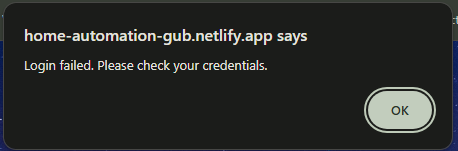 home-automation-gub.netlify.app says
Login failed. Please check your credentials.
OK